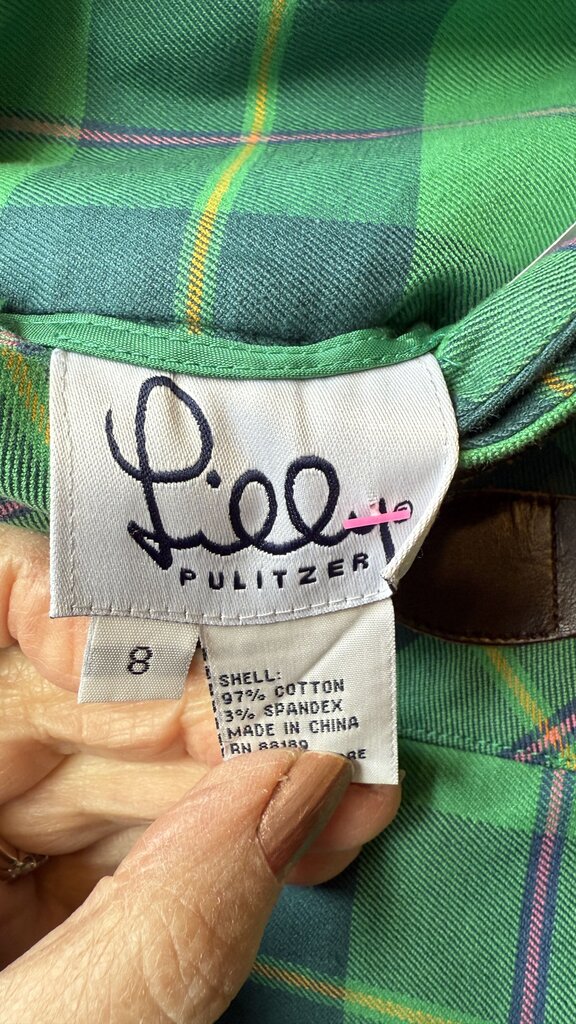 Lilly®
PULITZER
8
SHELL:
97% COTTON
3% SPANDEX
MADE IN CHINA
RN 88189